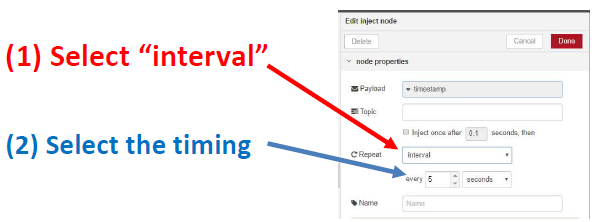 Edit inject node
Delete
Cancel
Done
node properties
(1) Select “interval”
Payload
timestamp
Topic
Inject once after 0.1 seconds, then
Repeat
interval
(2) Select the timing
every 5 seconds
Name
Name